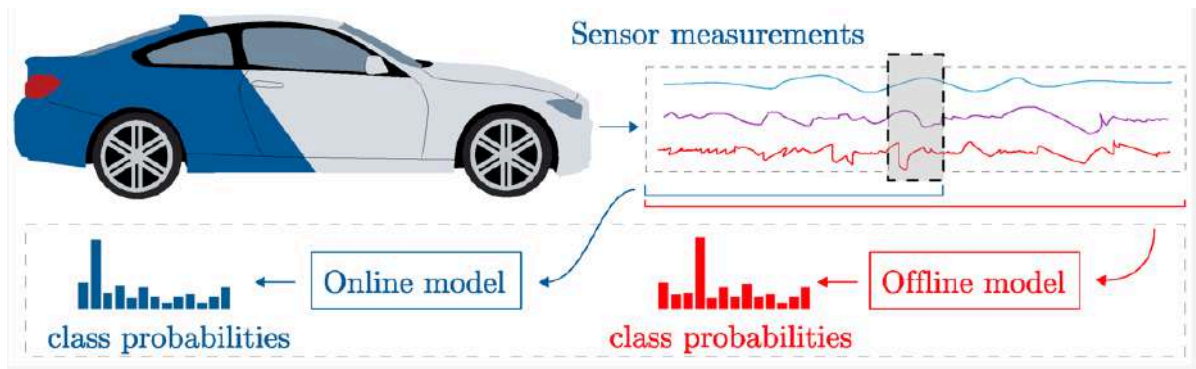 Sensor measurements
Online model
class probabilities
Offline model
class probabilities